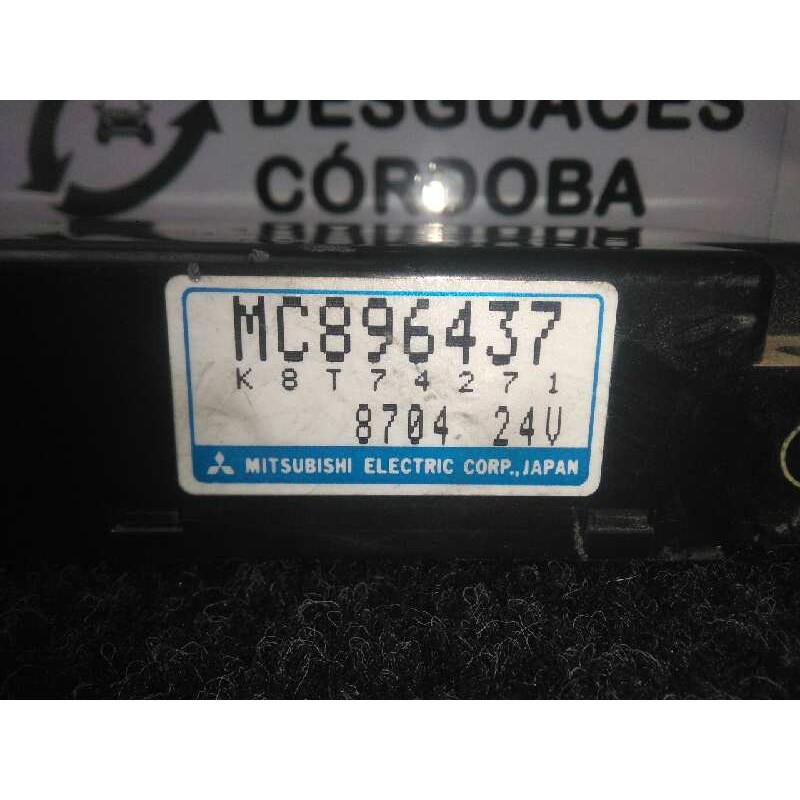 DESGUACES
CÓRDOBA
MC896437
K8T74271
8704 24V
MITSUBISHI ELECTRIC CORP., JAPAN